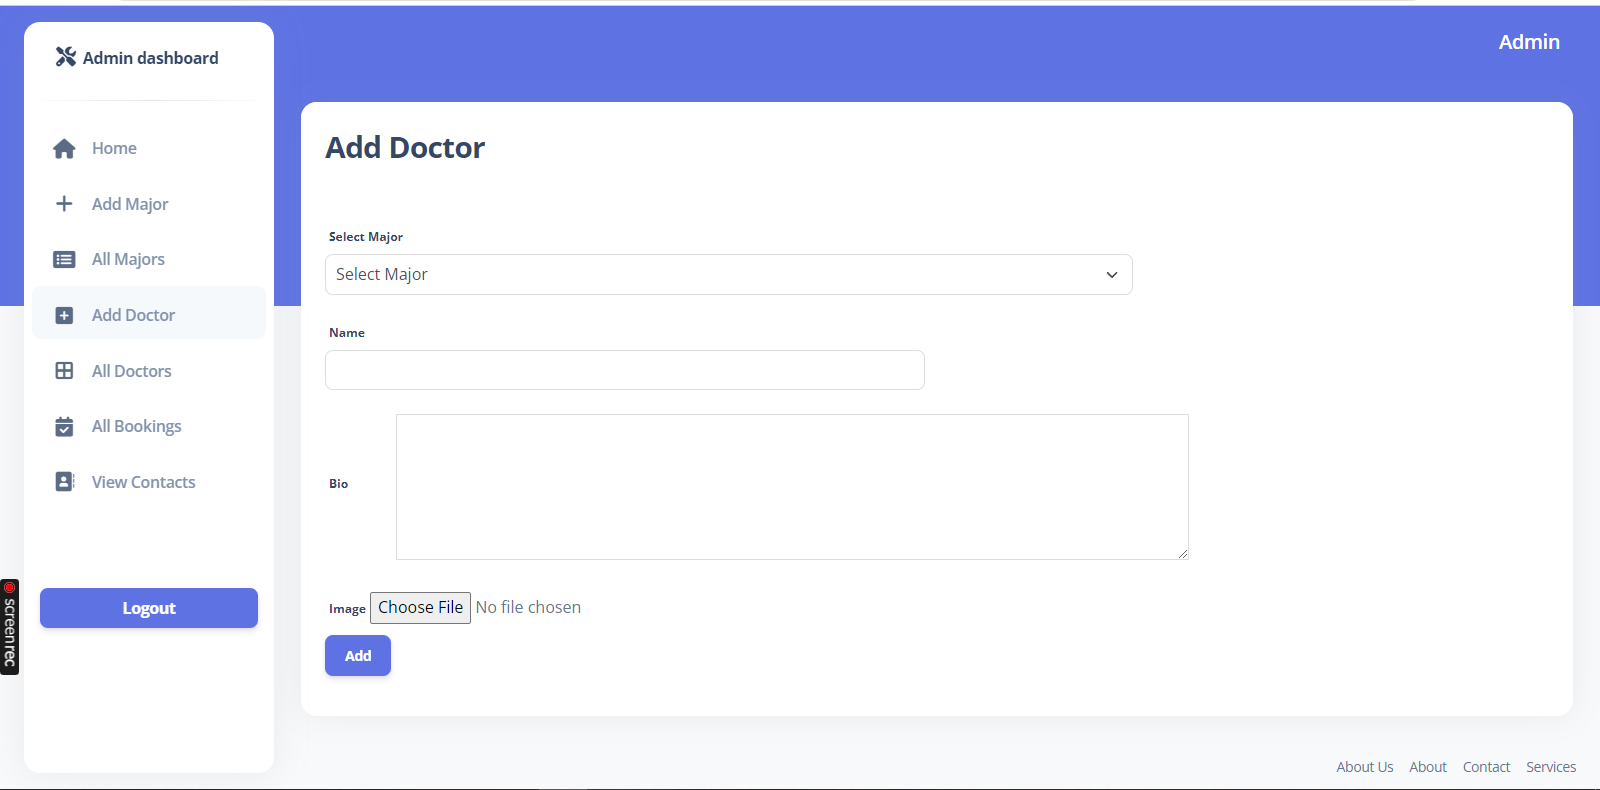 Admin dashboard
Home
Add Major
All Majors
Add Doctor
All Doctors
All Bookings
View Contacts
Logout
screenrec
Admin
Add Doctor
Select Major
Select Major
Name
Bio
Image Choose File No file chosen
Add
About Us About Contact Services